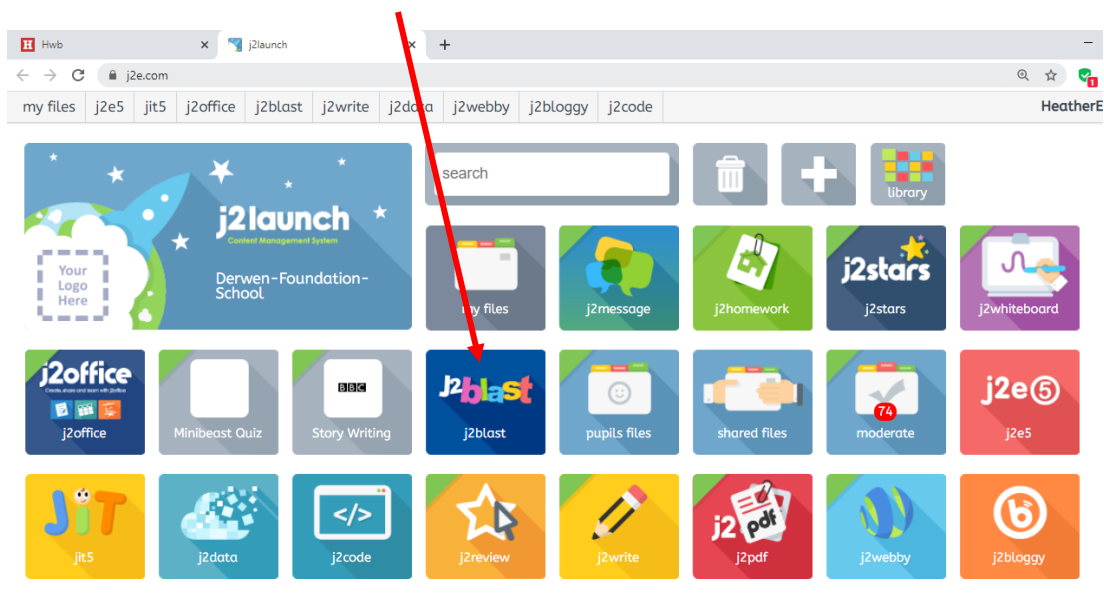 H Hwb j2launch
j2e.com
1
my files j2e5 jit5 j2office j2blast j2write j2data j2webby j2bloggy j2code HeatherE
search
library
j2launch
Content Management System
Your
Logo
Here
Derwen-Foundation-
School
my files
j2message
j2homework
j2stars
j2stars
j2whiteboard
j2office
Create, share and learn with j2office
j2office
Minibeast Quiz
BBC
Story Writing
j2blast
j2blast
pupils files
shared files
74
moderate
j2e5
j2e5
JiT
jit5
j2data
</>
j2code
j2review
j2write
j2 pdf
j2pdf
j2webby
b
j2bloggy